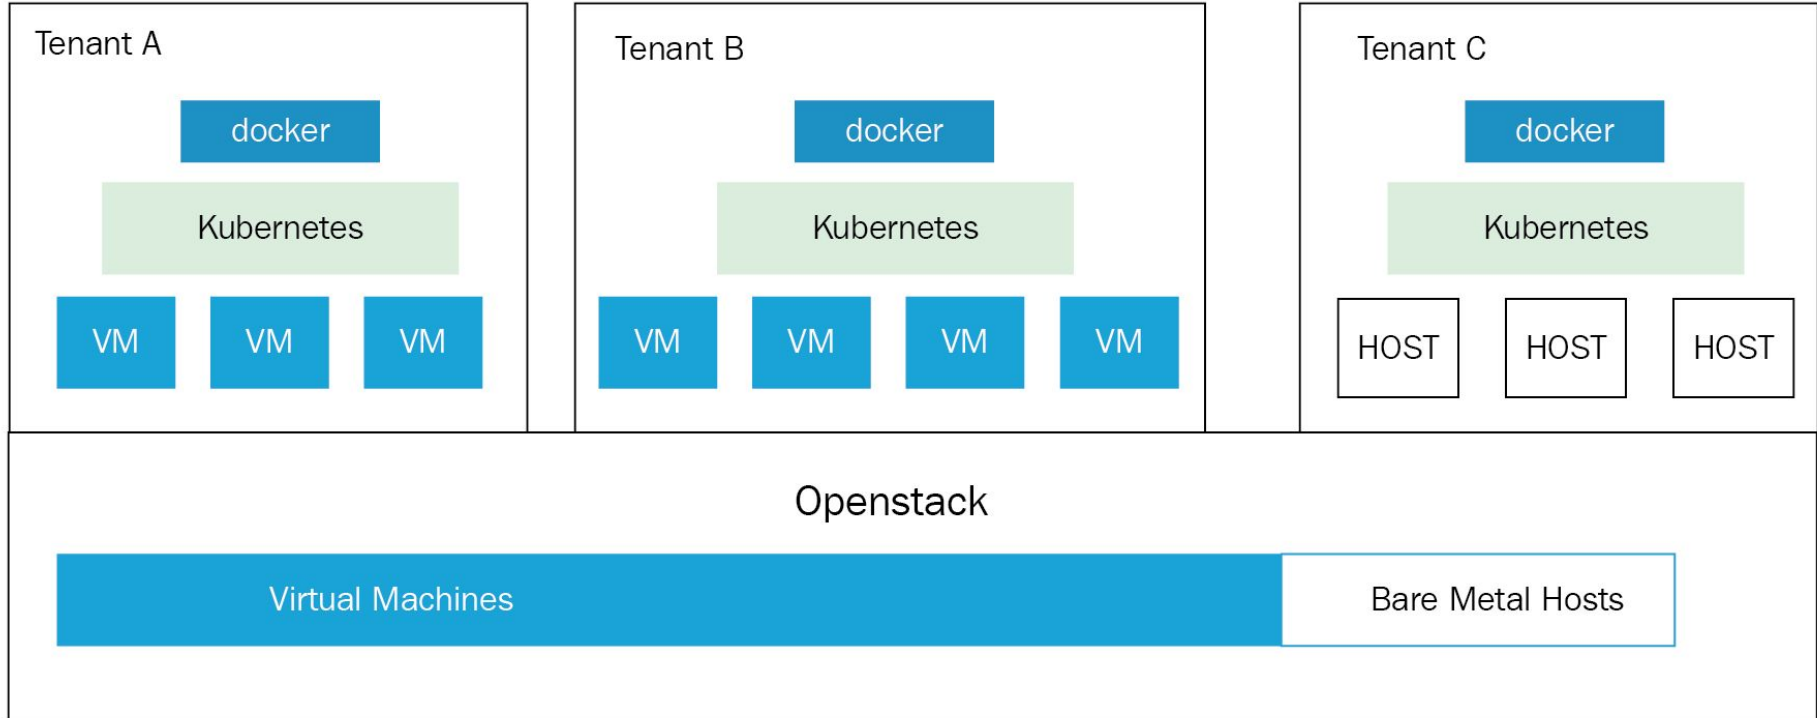 Tenant A
docker
Kubernetes
VM VM VM
Tenant B
docker
Kubernetes
VM VM VM VM
Tenant C
docker
Kubernetes
HOST HOST HOST
Openstack
Virtual Machines
Bare Metal Hosts